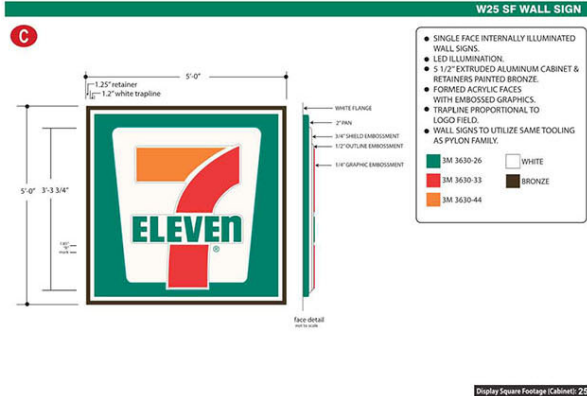 W25 SF WALL SIGN
C
• SINGLE FACE INTERNALLY ILLUMINATED
WALL SIGNS.
• LED ILLUMINATION.
• 5 1/2" EXTRUDED ALUMINUM CABINET &
RETAINERS PAINTED BRONZE.
• FORMED ACRYLIC FACES
WITH EMBOSSED GRAPHICS.
• TRAPLINE PROPORTIONAL TO
LOGO FIELD.
• WALL SIGNS TO UTILIZE SAME TOOLING
AS PYLON FAMILY.
3M 3630-26
WHITE
3M 3630-33
BRONZE
3M 3630-44
5'-0"
1.25" retainer
1.2" white trapline
WHITE FLANGE
2" PAN
3/4" SHIELD EMBOSSMENT
1/2" OUTLINE EMBOSSMENT
1/4" GRAPHIC EMBOSSMENT
5'-0"
3'-3 3/4"
7
ELEVEn
®
face detail
not to scale
Display Square Footage (Cabinet): 25